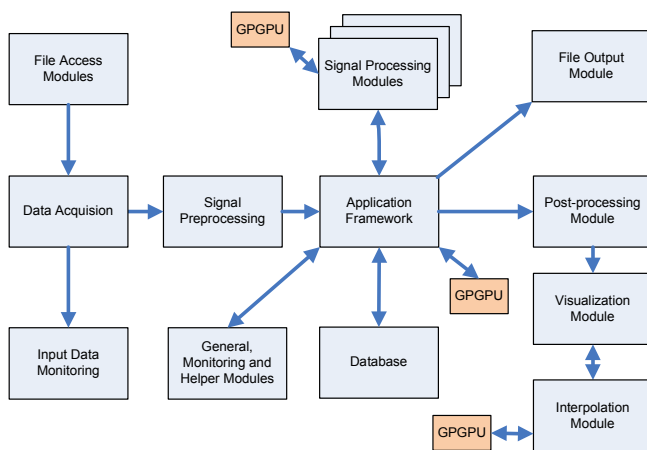 GPGPU
File Access
Modules
Signal Processing
Modules
File Output
Module
Data Acquision
Signal
Preprocessing
Application
Framework
Post-processing
Module
GPGPU
Visualization
Module
Input Data
Monitoring
General,
Monitoring and
Helper Modules
Database
Interpolation
Module
GPGPU